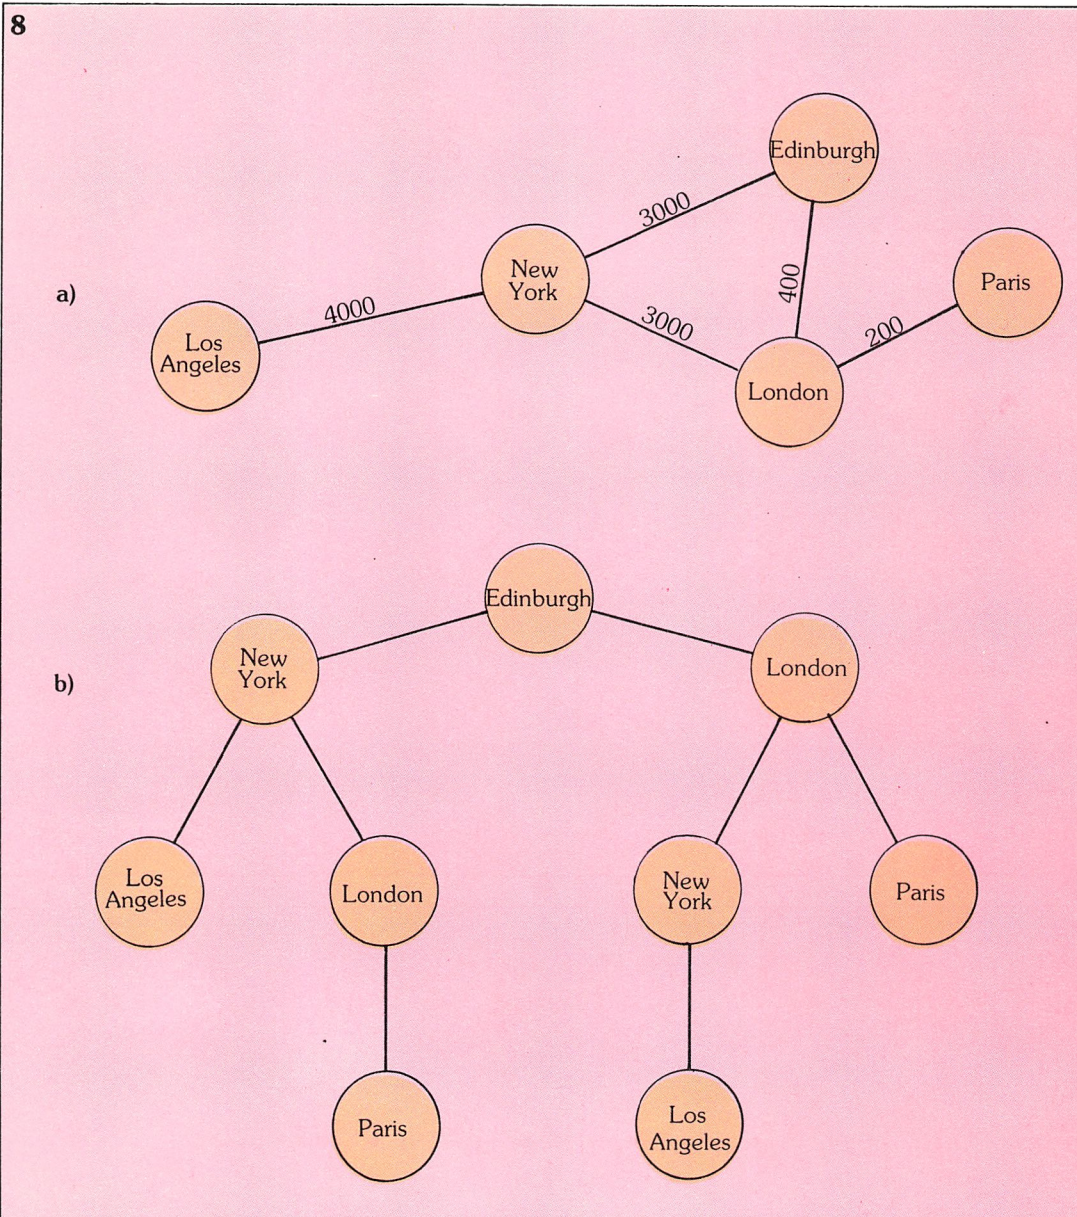 8
Edinburgh
3000
New
York
Paris
a)
4000
400
3000
200
Los
Angeles
London
Edinburgh
New
York
London
b)
Los
Angeles
London
New
York
Paris
Paris
Los
Angeles